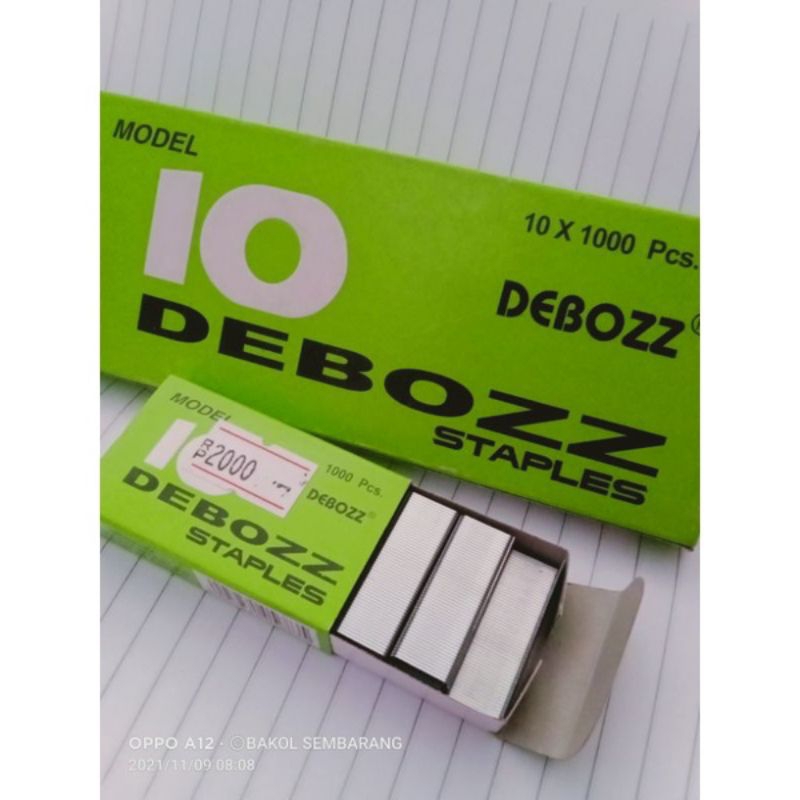 MODEL
10
10 X 1000 Pcs.
DEBOZZ
DEBOZZ
STAPLES
MODEL
10
RP2000
1000 Pcs.
DEBOZZ®
DEBOZZ
STAPLES
OPPO A12 · ©BAKOL SEMBARANG
2021/11/09 08:08